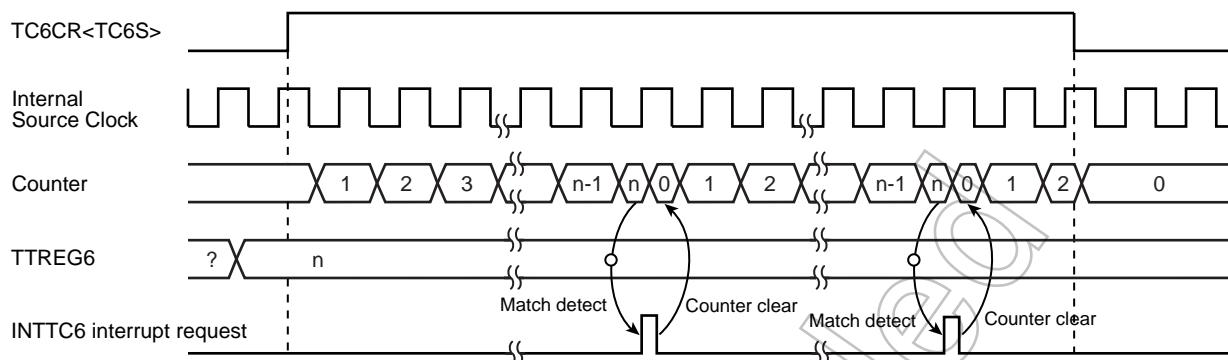 TC6CR<TC6S>
Internal
Source Clock
Counter
1 2 3 n-1 n 0 1 2 n-1 n 0 1 2 0
TTREG6
? n
Match detect Counter clear Match detect Counter clear
INTTC6 interrupt request